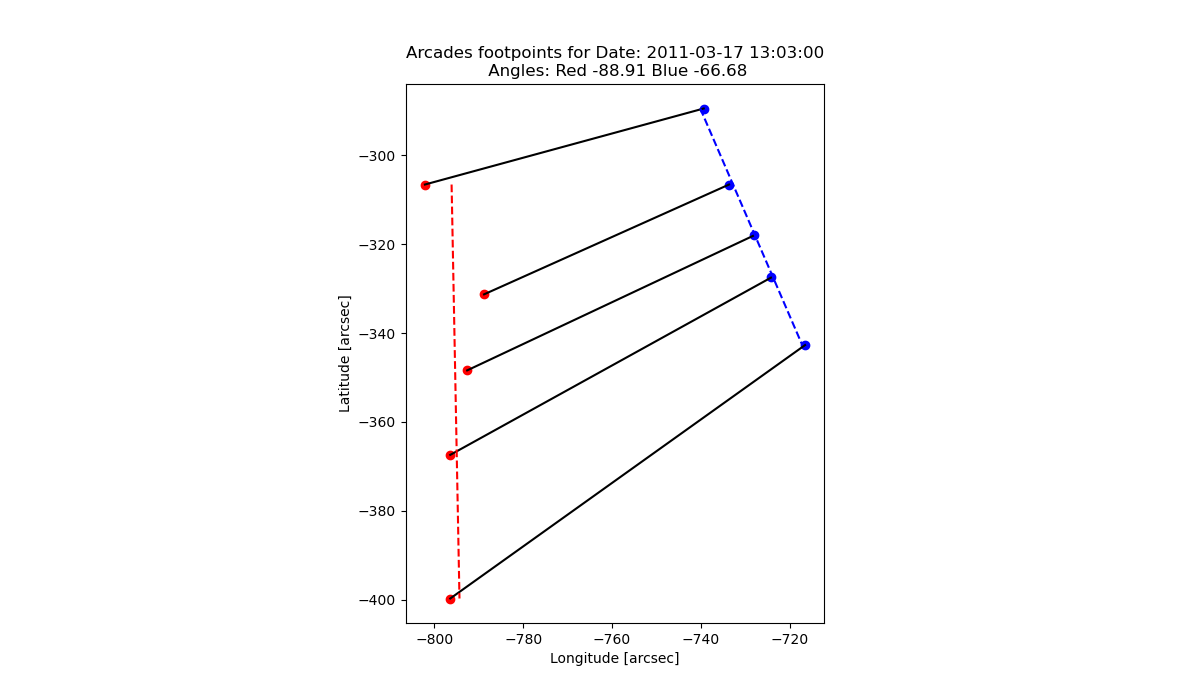 Arcades footpoints for Date: 2011-03-17 13:03:00
Angles: Red -88.91 Blue -66.68
Latitude [arcsec]
−300
−320
−340
−360
−380
−400
−800
−780
−760
−740
−720
Longitude [arcsec]